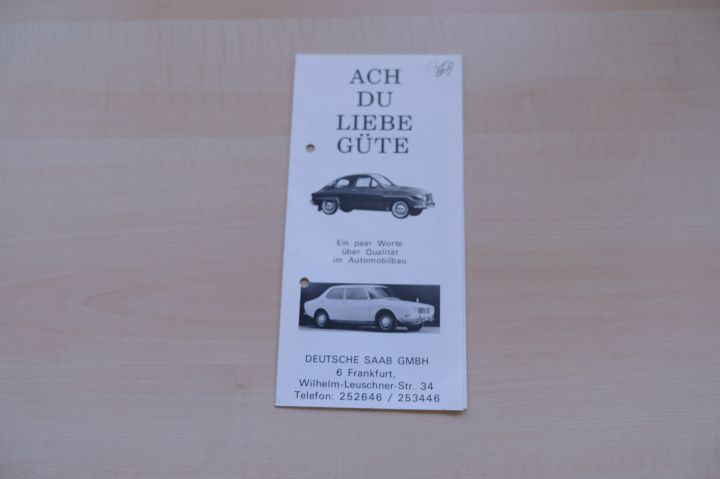 ACH
DU
LIEBE
GÜTE
Ein paar Worte
über Qualität
im Automobilbau
DEUTSCHE SAAB GMBH
6 Frankfurt,
Wilhelm-Leuschner-Str. 34
Telefon: 252646 / 253446